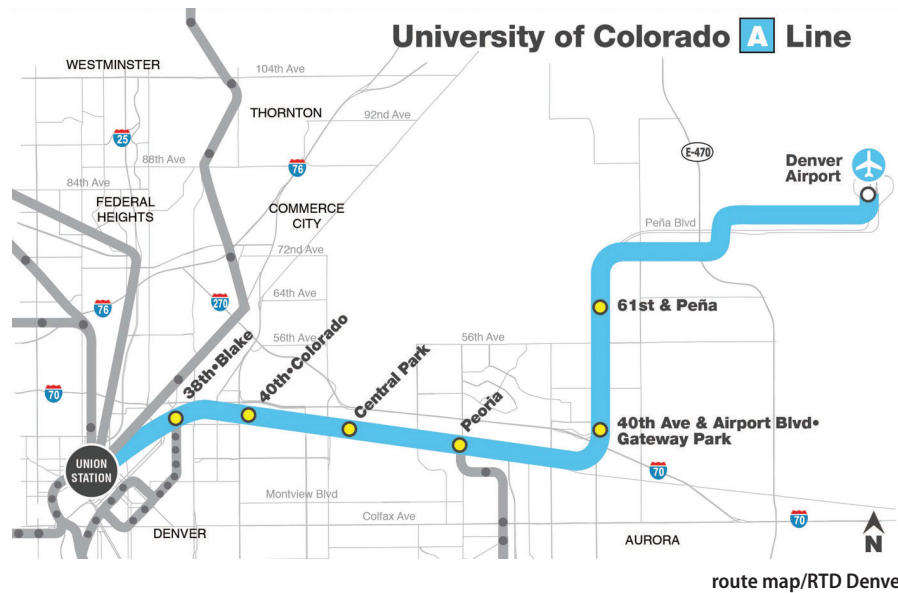 University of Colorado A Line
WESTMINSTER
104th Ave
THORNTON
92nd Ave
25
E-470
88th Ave
76
Denver
Airport
84th Ave
FEDERAL
HEIGHTS
COMMERCE
CITY
Peña Blvd
72nd Ave
64th Ave
270
76
61st & Peña
56th Ave
56th Ave
38th•Blake
40th•Colorado
Central Park
Peoria
70
40th Ave & Airport Blvd•
Gateway Park
UNION
STATION
70
Montview Blvd
Colfax Ave
70
DENVER
AURORA
N
route map/RTD Denve